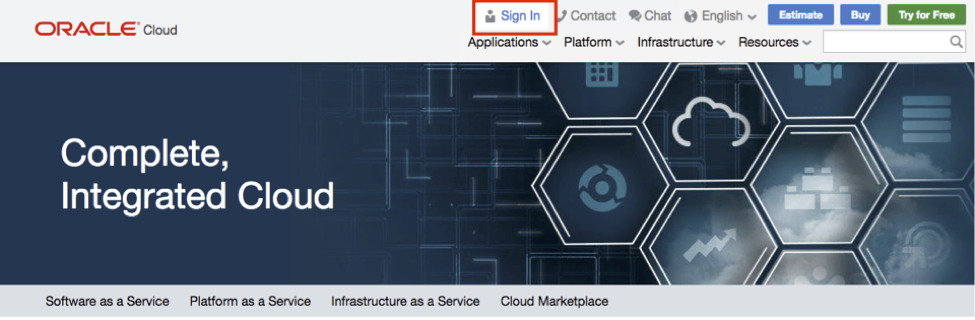 Sign In Contact Chat English Estimate Buy Try for Free
ORACLE® Cloud
Applications Platform Infrastructure Resources
Complete,
Integrated Cloud
Software as a Service Platform as a Service Infrastructure as a Service Cloud Marketplace